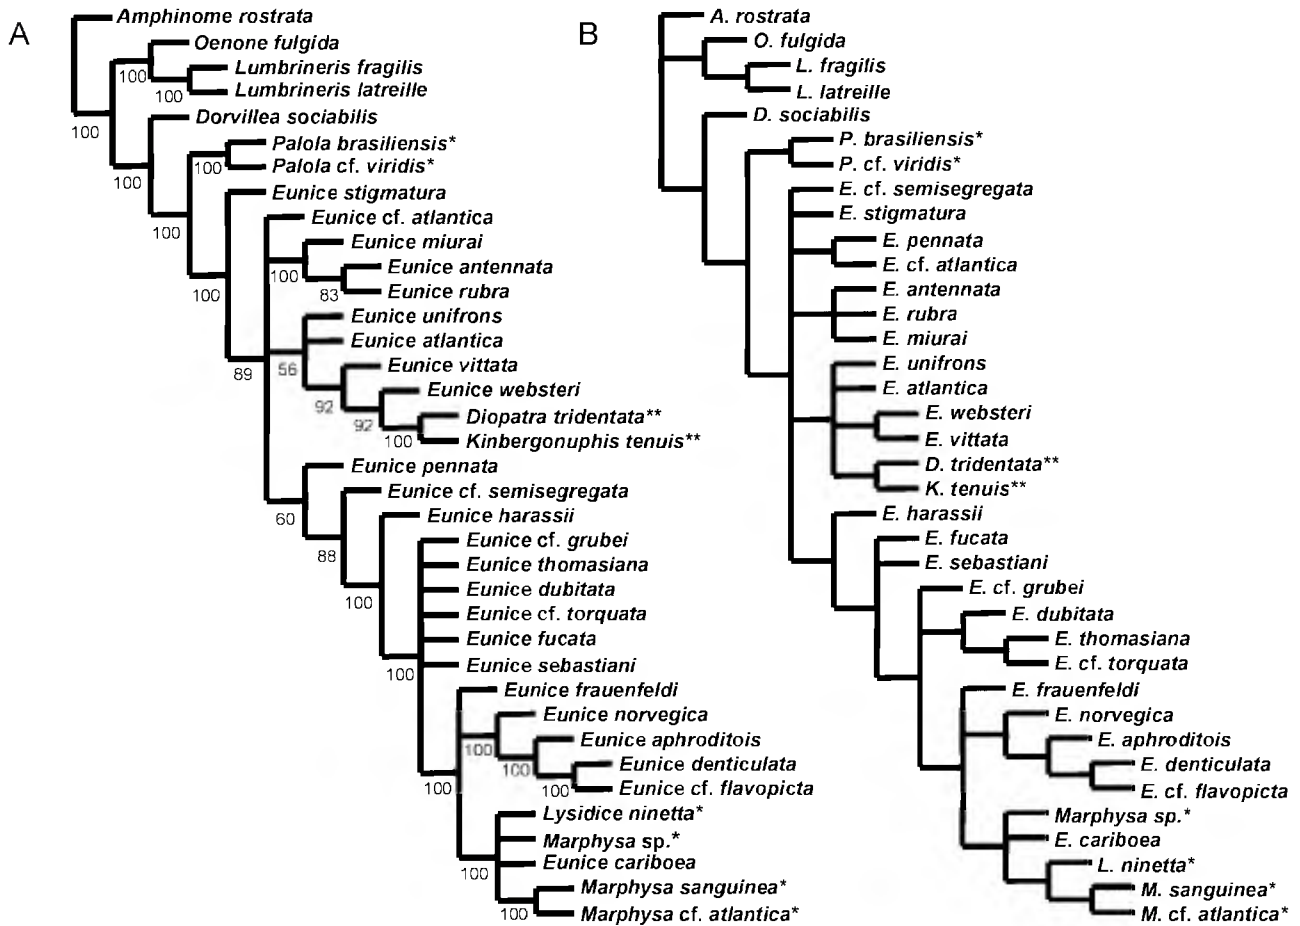 A
Amphinome rostrata
Oenone fulgida
100
Lumbrineris fragilis
100
Lumbrineris latreille
100
Dorvillea sociabilis
Palola brasiliensis*
100
Palola cf. viridis*
100
Eunice stigmatura
Eunice cf. atlantica
100
Eunice miurai
100
Eunice antennata
83
Eunice rubra
100
Eunice unifrons
Eunice atlantica
56
89
Eunice vittata
92
Eunice websteri
92
Diopatra tridentata**
100
Kinbergonuphis tenuis**
Eunice pennata
60
Eunice cf. semisegregata
88
Eunice harassii
100
Eunice cf. grubei
Eunice thomasiana
Eunice dubitata
Eunice cf. torquata
Eunice fucata
Eunice sebastiani
100
Eunice frauenfeldi
Eunice norvegica
100
Eunice aphroditois
100
Eunice denticulata
100
Eunice cf. flavopicta
100
Lysidice ninetta*
Marphysa sp.*
Eunice cariboea
100
Marphysa sanguinea*
100
Marphysa cf. atlantica*
B
A. rostrata
O. fulgida
L. fragilis
L. latreille
D. sociabilis
P. brasiliensis*
P. cf. viridis*
E. cf. semisegregata
E. stigmatura
E. pennata
E. cf. atlantica
E. antennata
E. rubra
E. miurai
E. unifrons
E. atlantica
E. websteri
E. vittata
D. tridentata**
K. tenuis**
E. harassii
E. fucata
E. sebastiani
E. cf. grubei
E. dubitata
E. thomasiana
E. cf. torquata
E. frauenfeldi
E. norvegica
E. aphroditois
E. denticulata
E. cf. flavopicta
Marphysa sp.*
E. cariboea
L. ninetta*
M. sanguinea*
M. cf. atlantica*